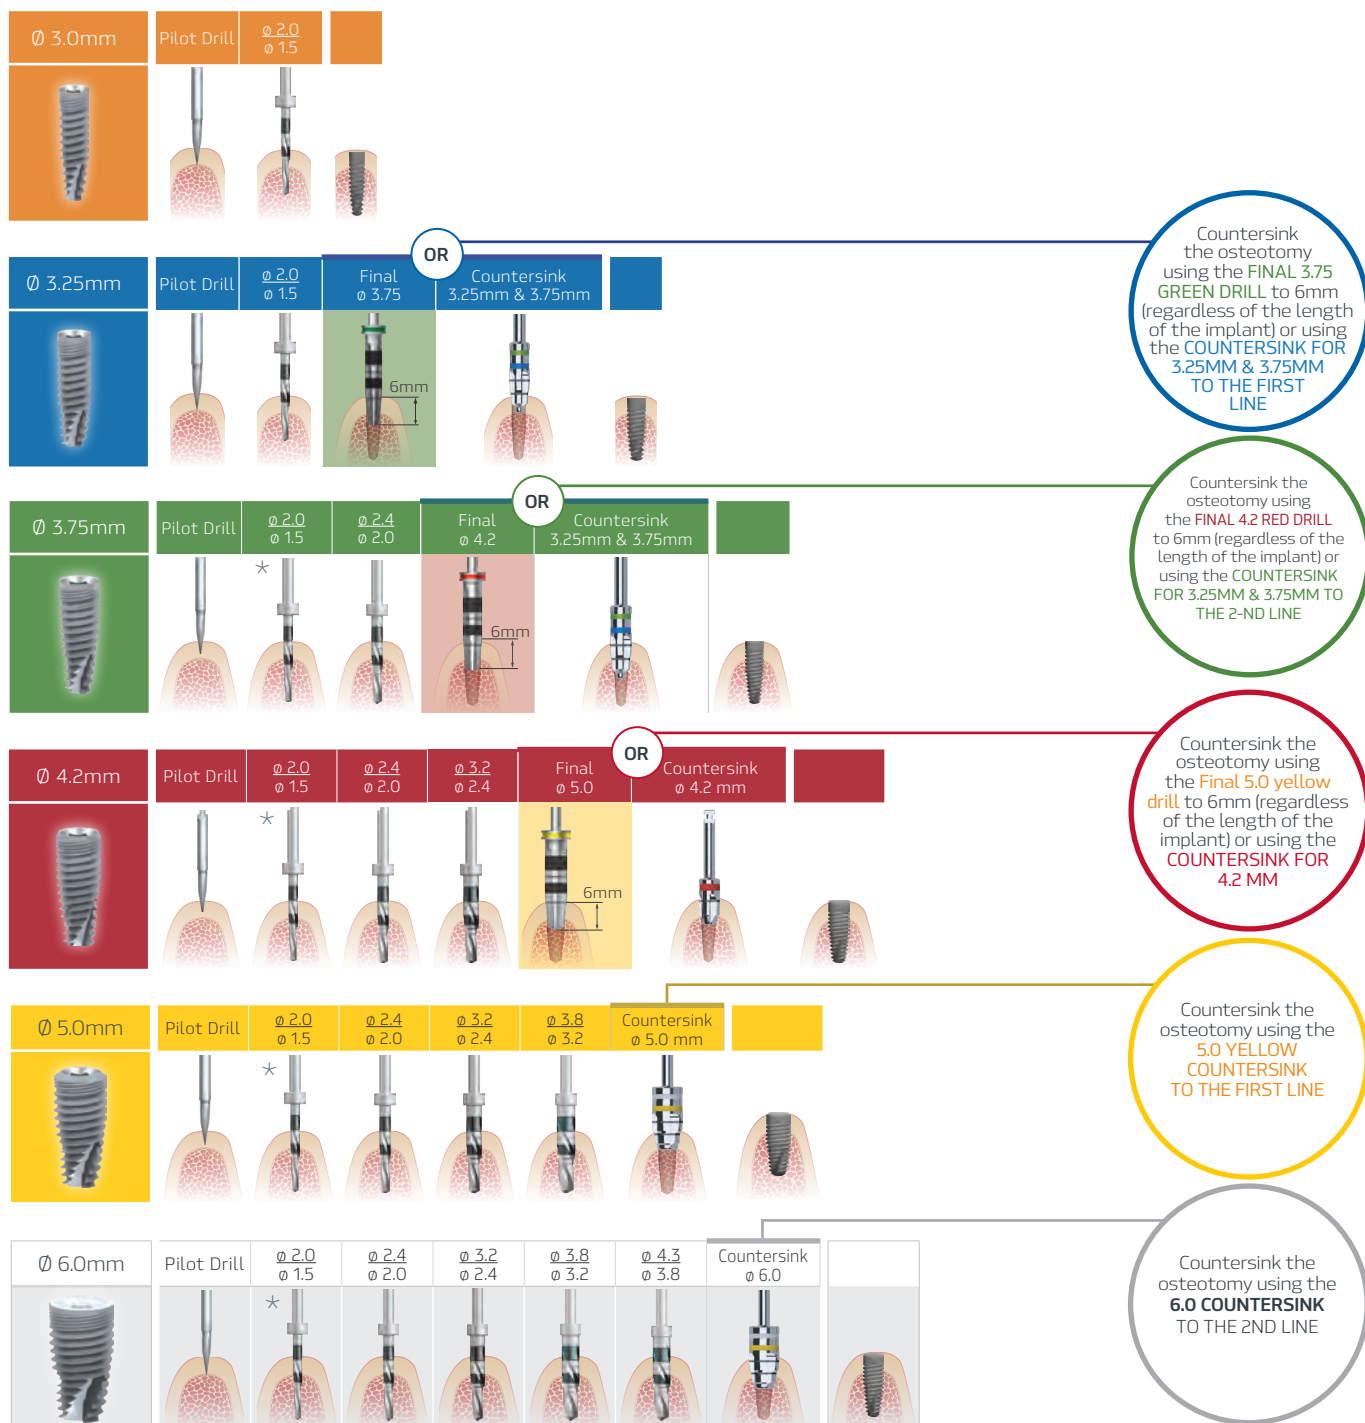 Ø 3.0mm
Pilot Drill
ø 2.0
ø 1.5
OR
Ø 3.25mm
Pilot Drill
ø 2.0
ø 1.5
Final
ø 3.75
Countersink
3.25mm & 3.75mm
6mm
Countersink
the osteotomy
using the FINAL 3.75
GREEN DRILL to 6mm
(regardless of the length
of the implant) or using
the COUNTERSINK FOR
3.25MM & 3.75MM
TO THE FIRST
LINE
OR
Ø 3.75mm
Pilot Drill
ø 2.0
ø 1.5
ø 2.4
ø 2.0
Final
ø 4.2
Countersink
3.25mm & 3.75mm
*
6mm
Countersink the
osteotomy using
the FINAL 4.2 RED DRILL
to 6mm (regardless of the
length of the implant) or
using the COUNTERSINK
FOR 3.25MM & 3.75MM TO
THE 2-ND LINE
OR
Ø 4.2mm
Pilot Drill
ø 2.0
ø 1.5
ø 2.4
ø 2.0
ø 3.2
ø 2.4
Final
ø 5.0
Countersink
ø 4.2 mm
*
6mm
Countersink the
osteotomy using
the Final 5.0 yellow
drill to 6mm (regardless
of the length of the
implant) or using the
COUNTERSINK FOR
4.2 MM
Ø 5.0mm
Pilot Drill
ø 2.0
ø 1.5
ø 2.4
ø 2.0
ø 3.2
ø 2.4
ø 3.8
ø 3.2
Countersink
ø 5.0 mm
*
Countersink the
osteotomy using the
5.0 YELLOW
COUNTERSINK
TO THE FIRST LINE
Ø 6.0mm
Pilot Drill
ø 2.0
ø 1.5
ø 2.4
ø 2.0
ø 3.2
ø 2.4
ø 3.8
ø 3.2
ø 4.3
ø 3.8
Countersink
ø 6.0
*
Countersink the
osteotomy using the
6.0 COUNTERSINK
TO THE 2ND LINE